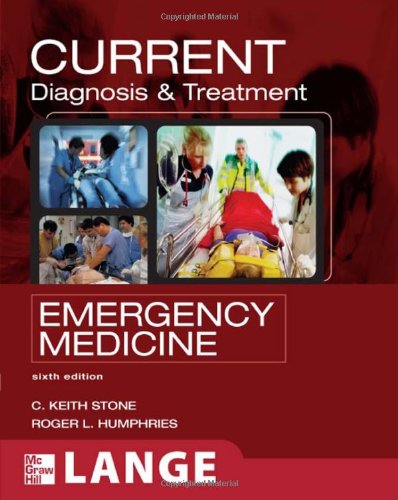 CURRENT
Diagnosis & Treatment
EMERGENCY
MEDICINE
sixth edition
C. KEITH STONE
ROGER L. HUMPHRIES
Mc
Graw
Hill
LANGE